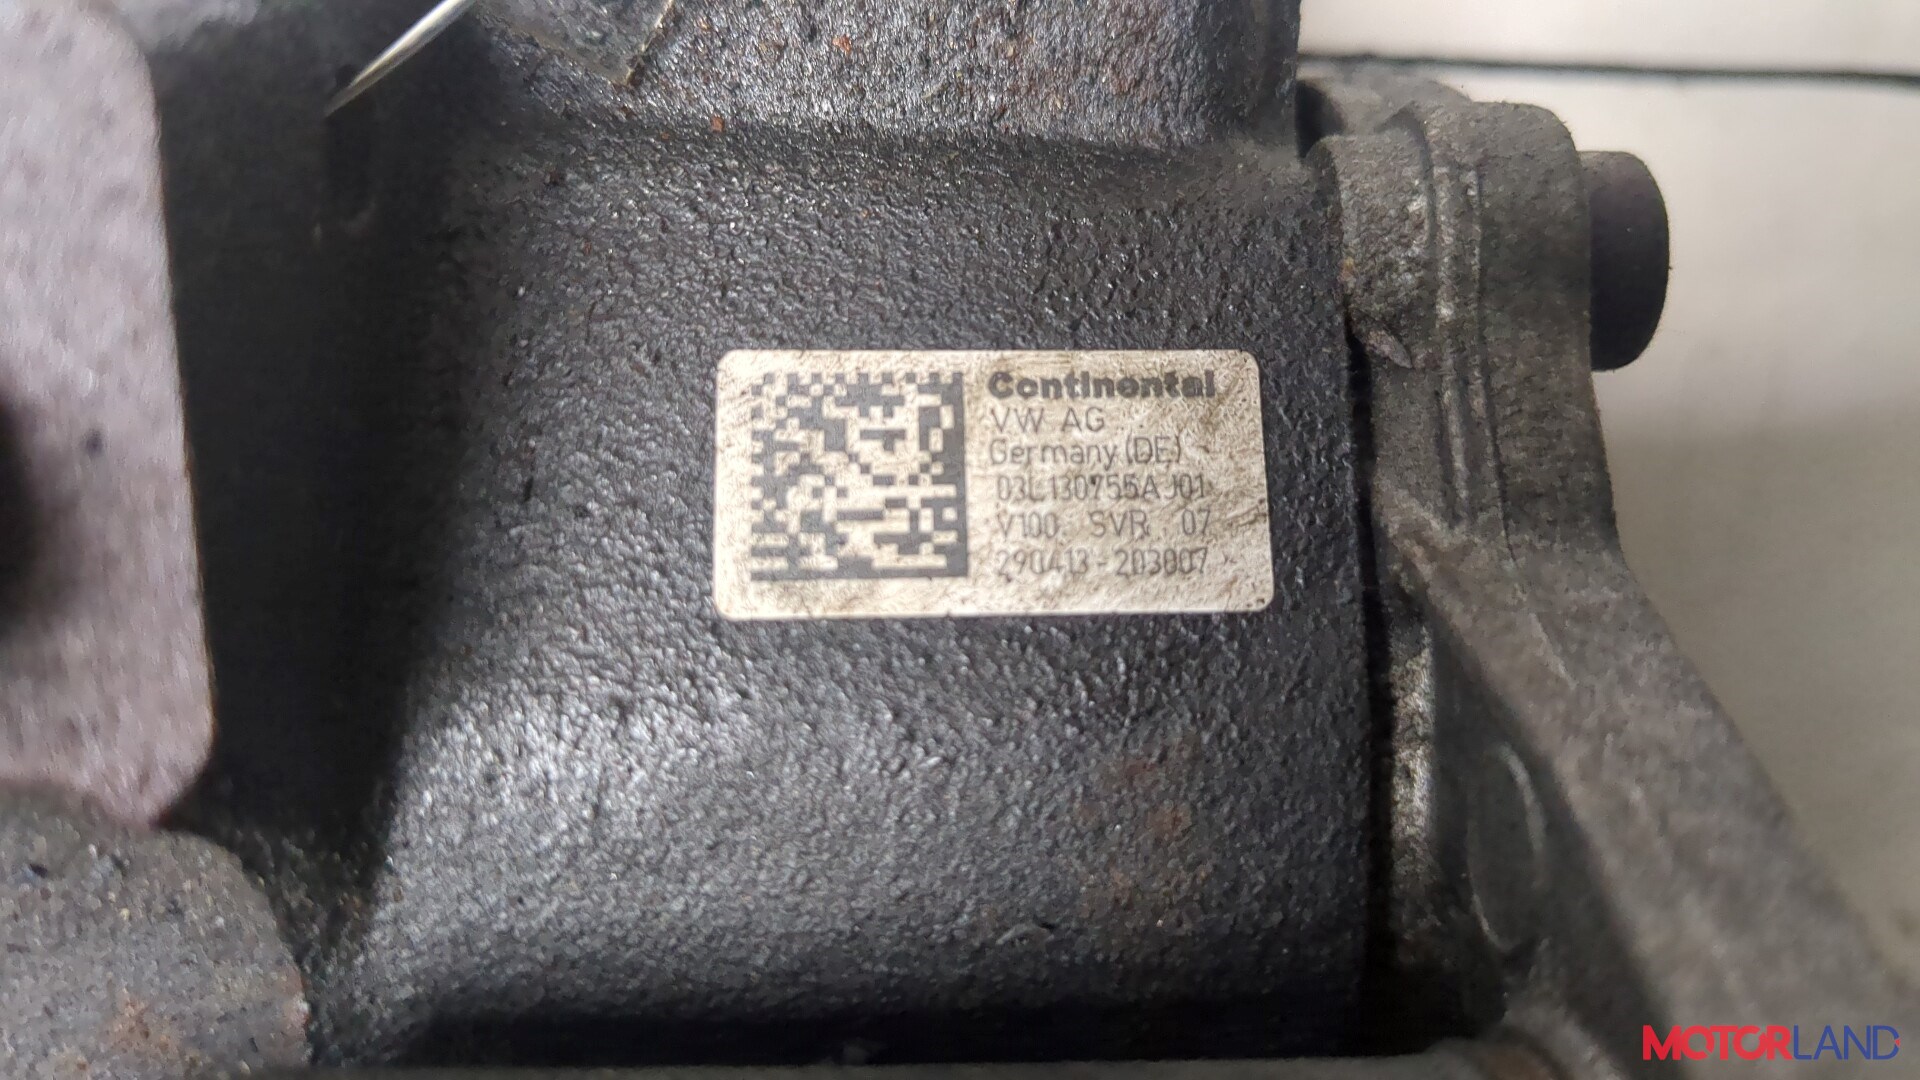 Continental
VW AG
Germany (DE)
03L130755AJ01
V100 SVR 07
290413-203007
MOTORLAND